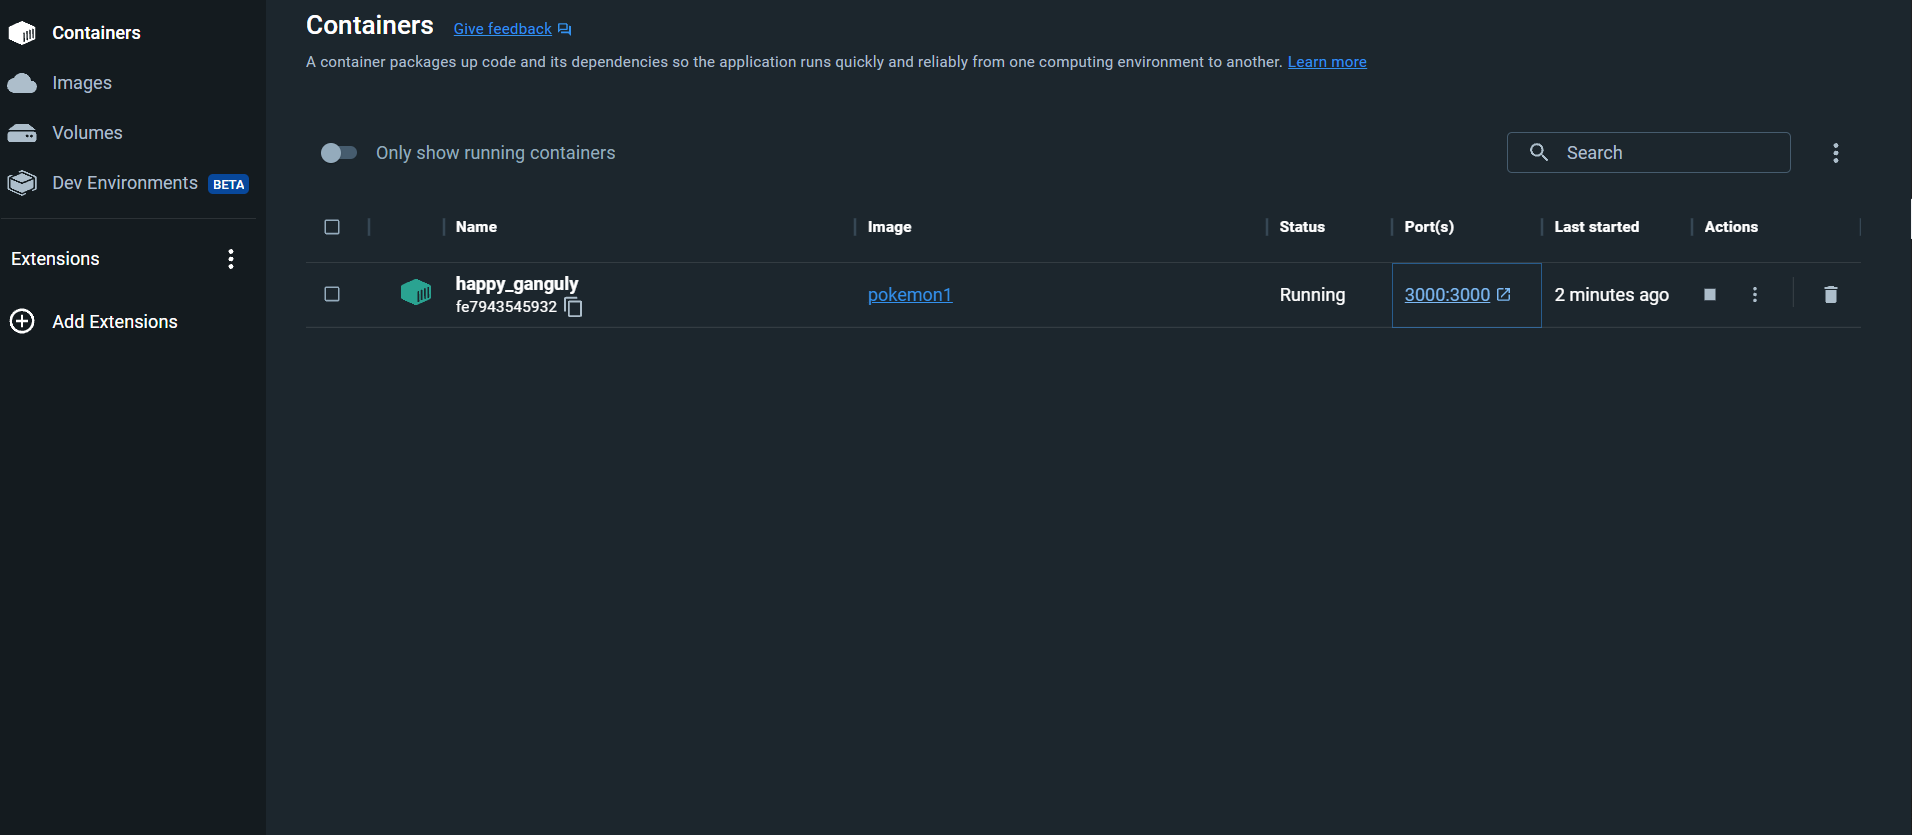 Containers
Images
Volumes
Dev Environments BETA
Extensions
Add Extensions
Containers Give feedback
A container packages up code and its dependencies so the application runs quickly and reliably from one computing environment to another. Learn more
Only show running containers
Search
Name Image Status Port(s) Last started Actions
happy_ganguly
fe7943545932
pokemon1 Running 3000:3000 2 minutes ago